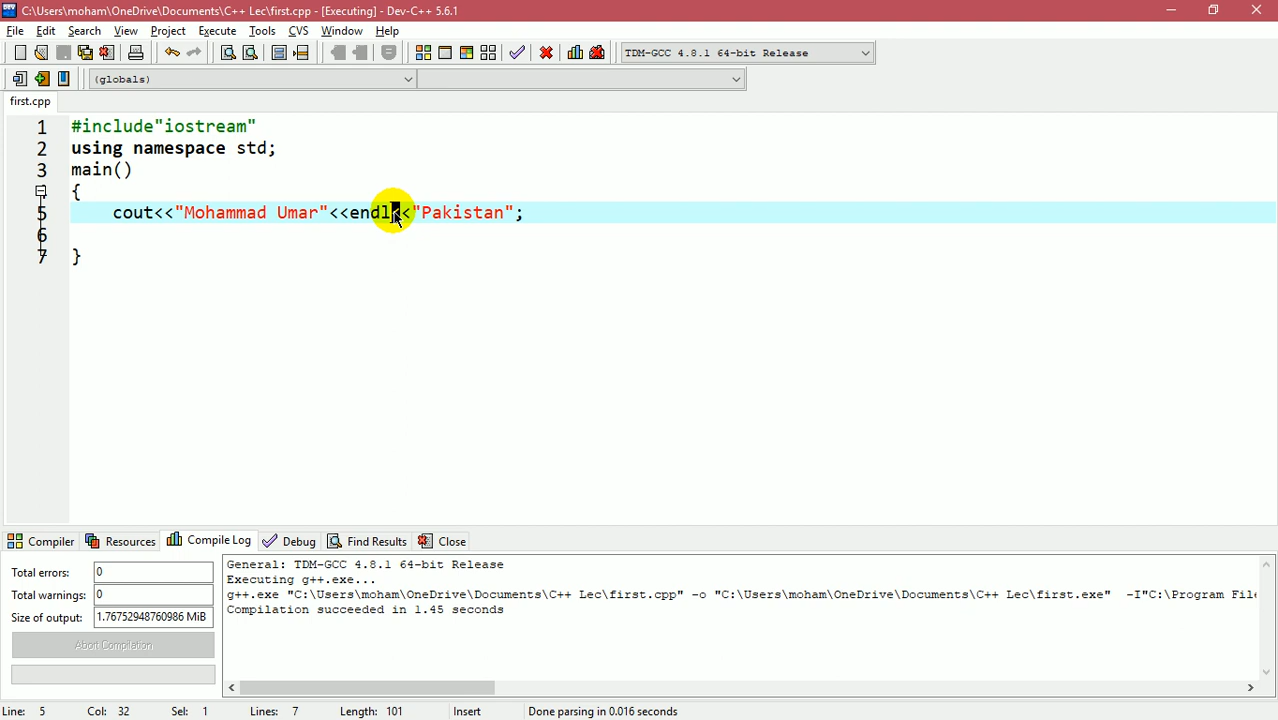 C:\Users\moham\OneDrive\Documents\C++ Lec\first.cpp - [Executing] - Dev-C++ 5.6.1
File Edit Search View Project Execute Tools CVS Window Help
TDM-GCC 4.8.1 64-bit Release
(globals)
first.cpp
1 #include"iostream"
2 using namespace std;
3 main()
{
5 cout<<"Mohammad Umar"<<endl<<"Pakistan";
6
7 }
Compiler Resources Compile Log Debug Find Results Close
Total errors: 0
Total warnings: 0
Size of output: 1.76752948760986 MiB
Abort Compilation
General: TDM-GCC 4.8.1 64-bit Release
Executing g++.exe...
g++.exe "C:\Users\moham\OneDrive\Documents\C++ Lec\first.cpp" -o "C:\Users\moham\OneDrive\Documents\C++ Lec\first.exe" -I"C:\Program File
Compilation succeeded in 1.45 seconds
Line: 5 Col: 32 Sel: 1 Lines: 7 Length: 101 Insert Done parsing in 0.016 seconds